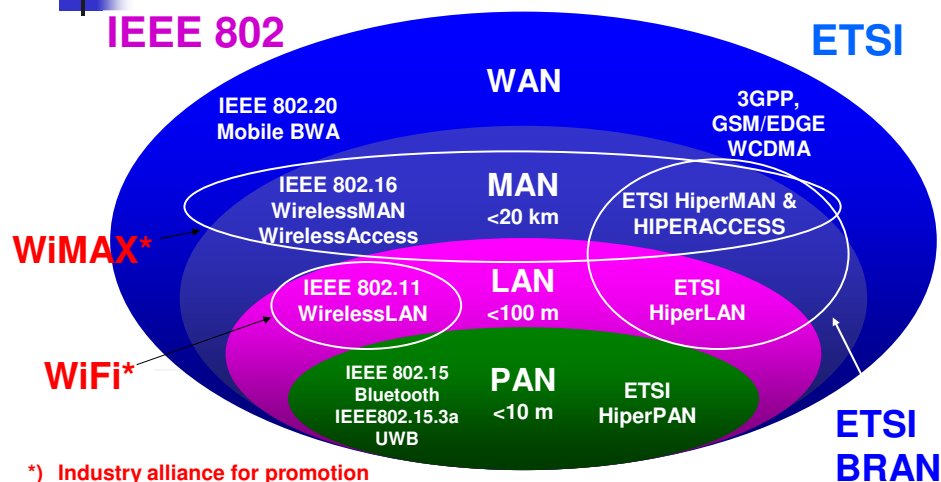 IEEE 802
ETSI
WAN
IEEE 802.20
Mobile BWA
3GPP,
GSM/EDGE
WCDMA
IEEE 802.16
WirelessMAN
WirelessAccess
MAN
<20 km
ETSI HiperMAN &
HIPERACCESS
WiMAX*
IEEE 802.11
WirelessLAN
LAN
<100 m
ETSI
HiperLAN
WiFi*
IEEE 802.15
Bluetooth
IEEE802.15.3a
UWB
PAN
<10 m
ETSI
HiperPAN
ETSI
BRAN
*) Industry alliance for promotion